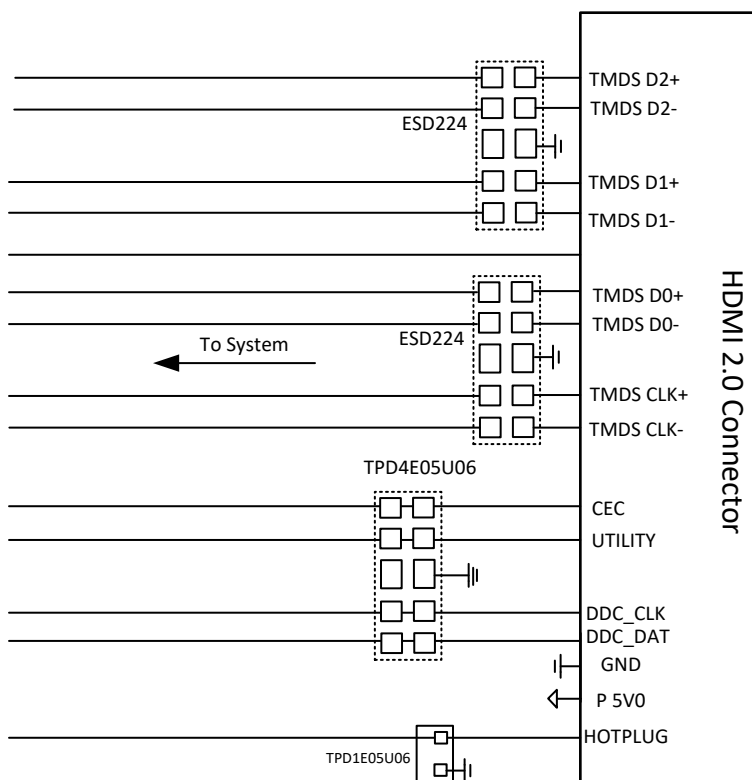 TMDS D2+
TMDS D2-
ESD224
TMDS D1+
TMDS D1-
TMDS D0+
TMDS D0-
ESD224
To System
TMDS CLK+
TMDS CLK-
HDMI 2.0 Connector
TPD4E05U06
CEC
UTILITY
DDC_CLK
DDC_DAT
GND
P 5V0
HOTPLUG
TPD1E05U06